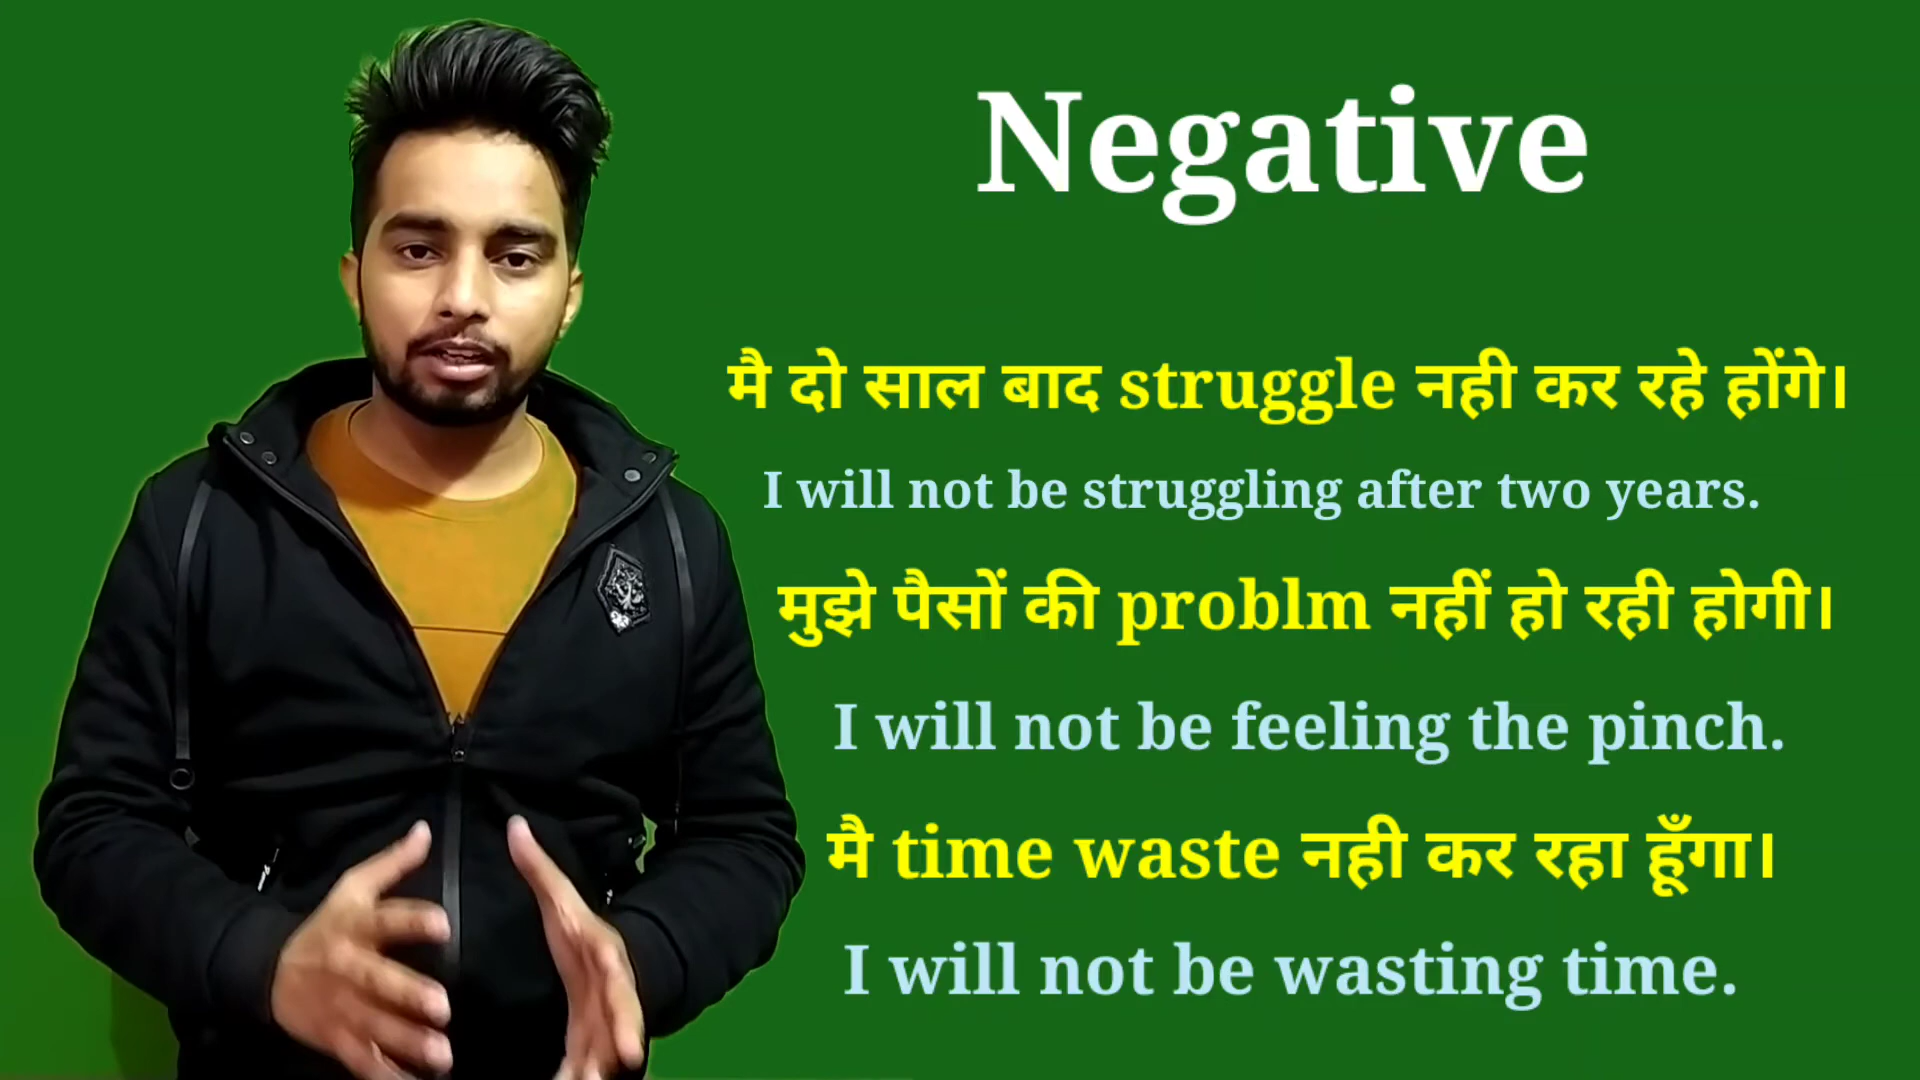 Negative
मै दो साल बाद struggle नही कर रहे होंगे।
I will not be struggling after two years.
मुझे पैसों की problm नहीं हो रही होगी।
I will not be feeling the pinch.
मै time waste नही कर रहा हूँगा।
I will not be wasting time.